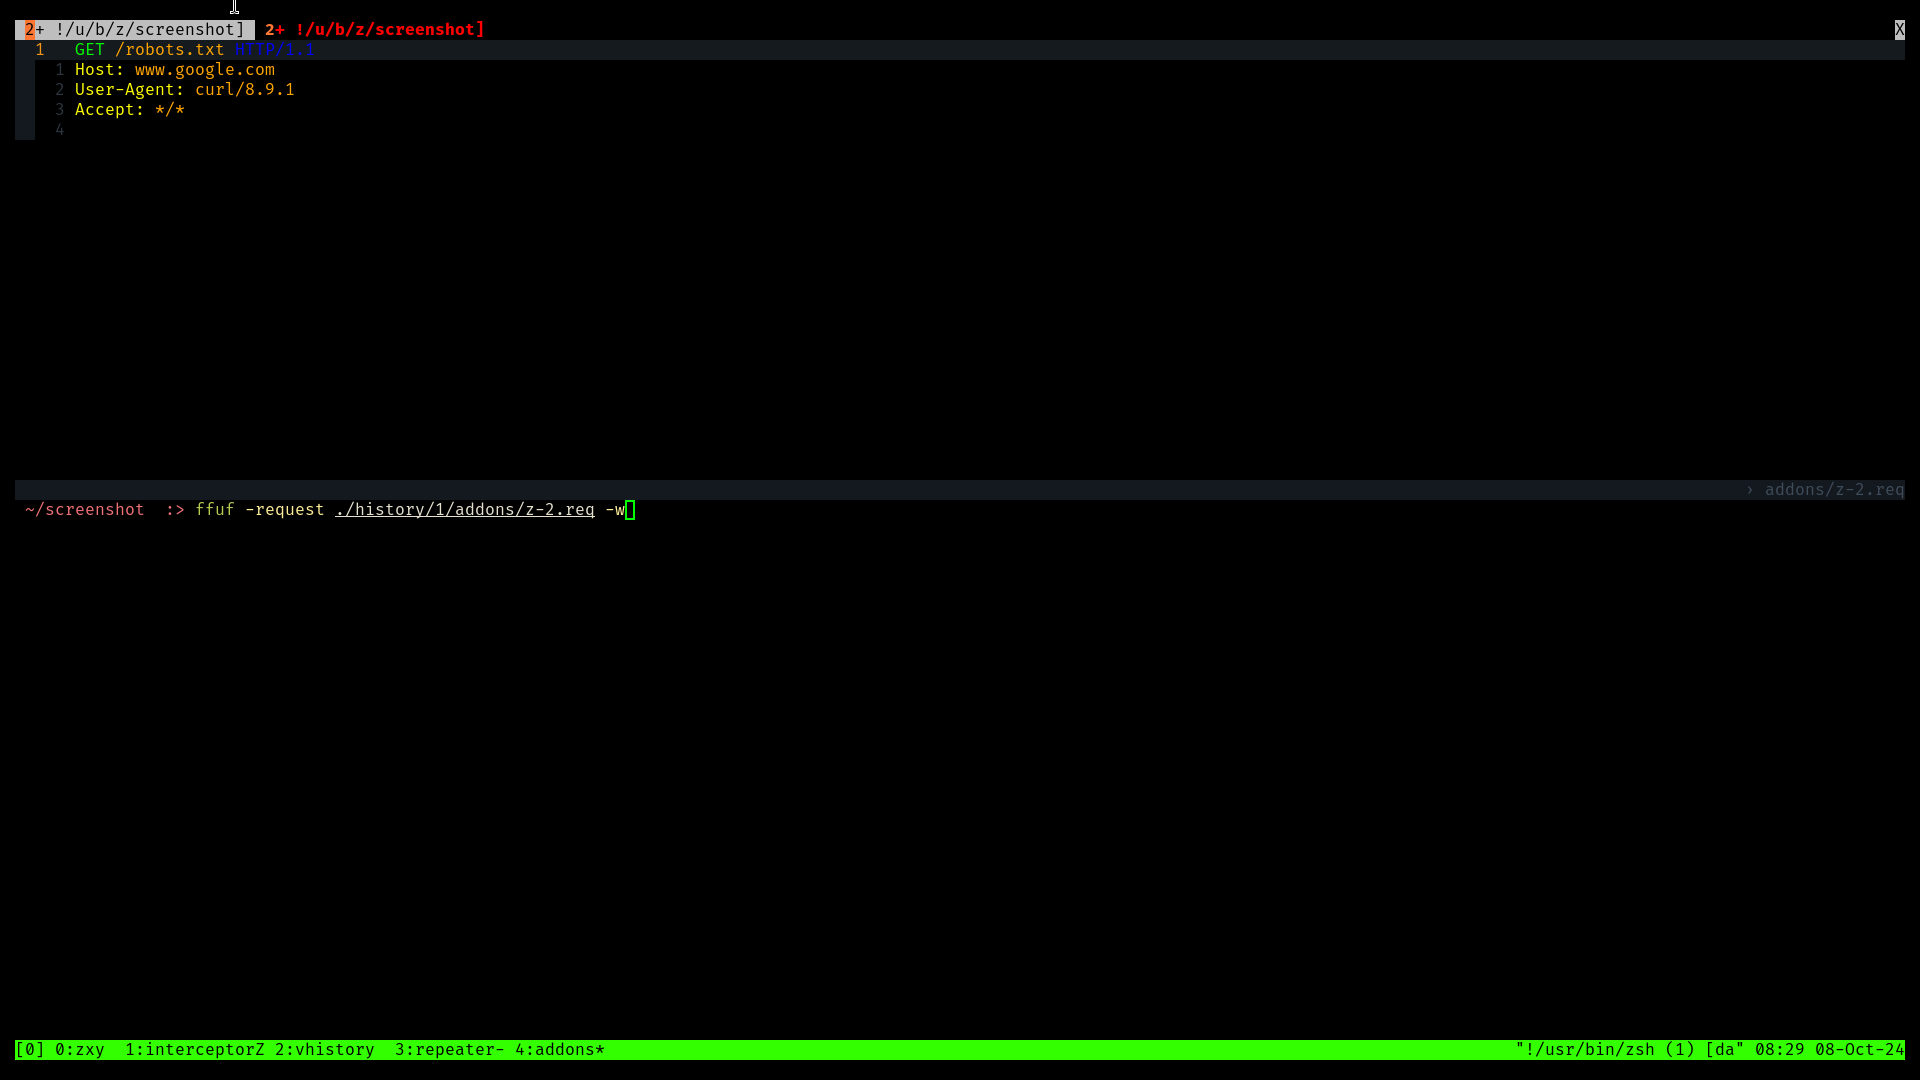 2+ !/u/b/z/screenshot] 2+ !/u/b/z/screenshot] X
1 GET /robots.txt HTTP/1.1
1 Host: www.google.com
2 User-Agent: curl/8.9.1
3 Accept: */*
4
› addons/z-2.req
~/screenshot :> ffuf -request ./history/1/addons/z-2.req -w
[0] 0:zxy 1:interceptorZ 2:vhistory 3:repeater- 4:addons* "!/usr/bin/zsh (1) [da" 08:29 08-Oct-24